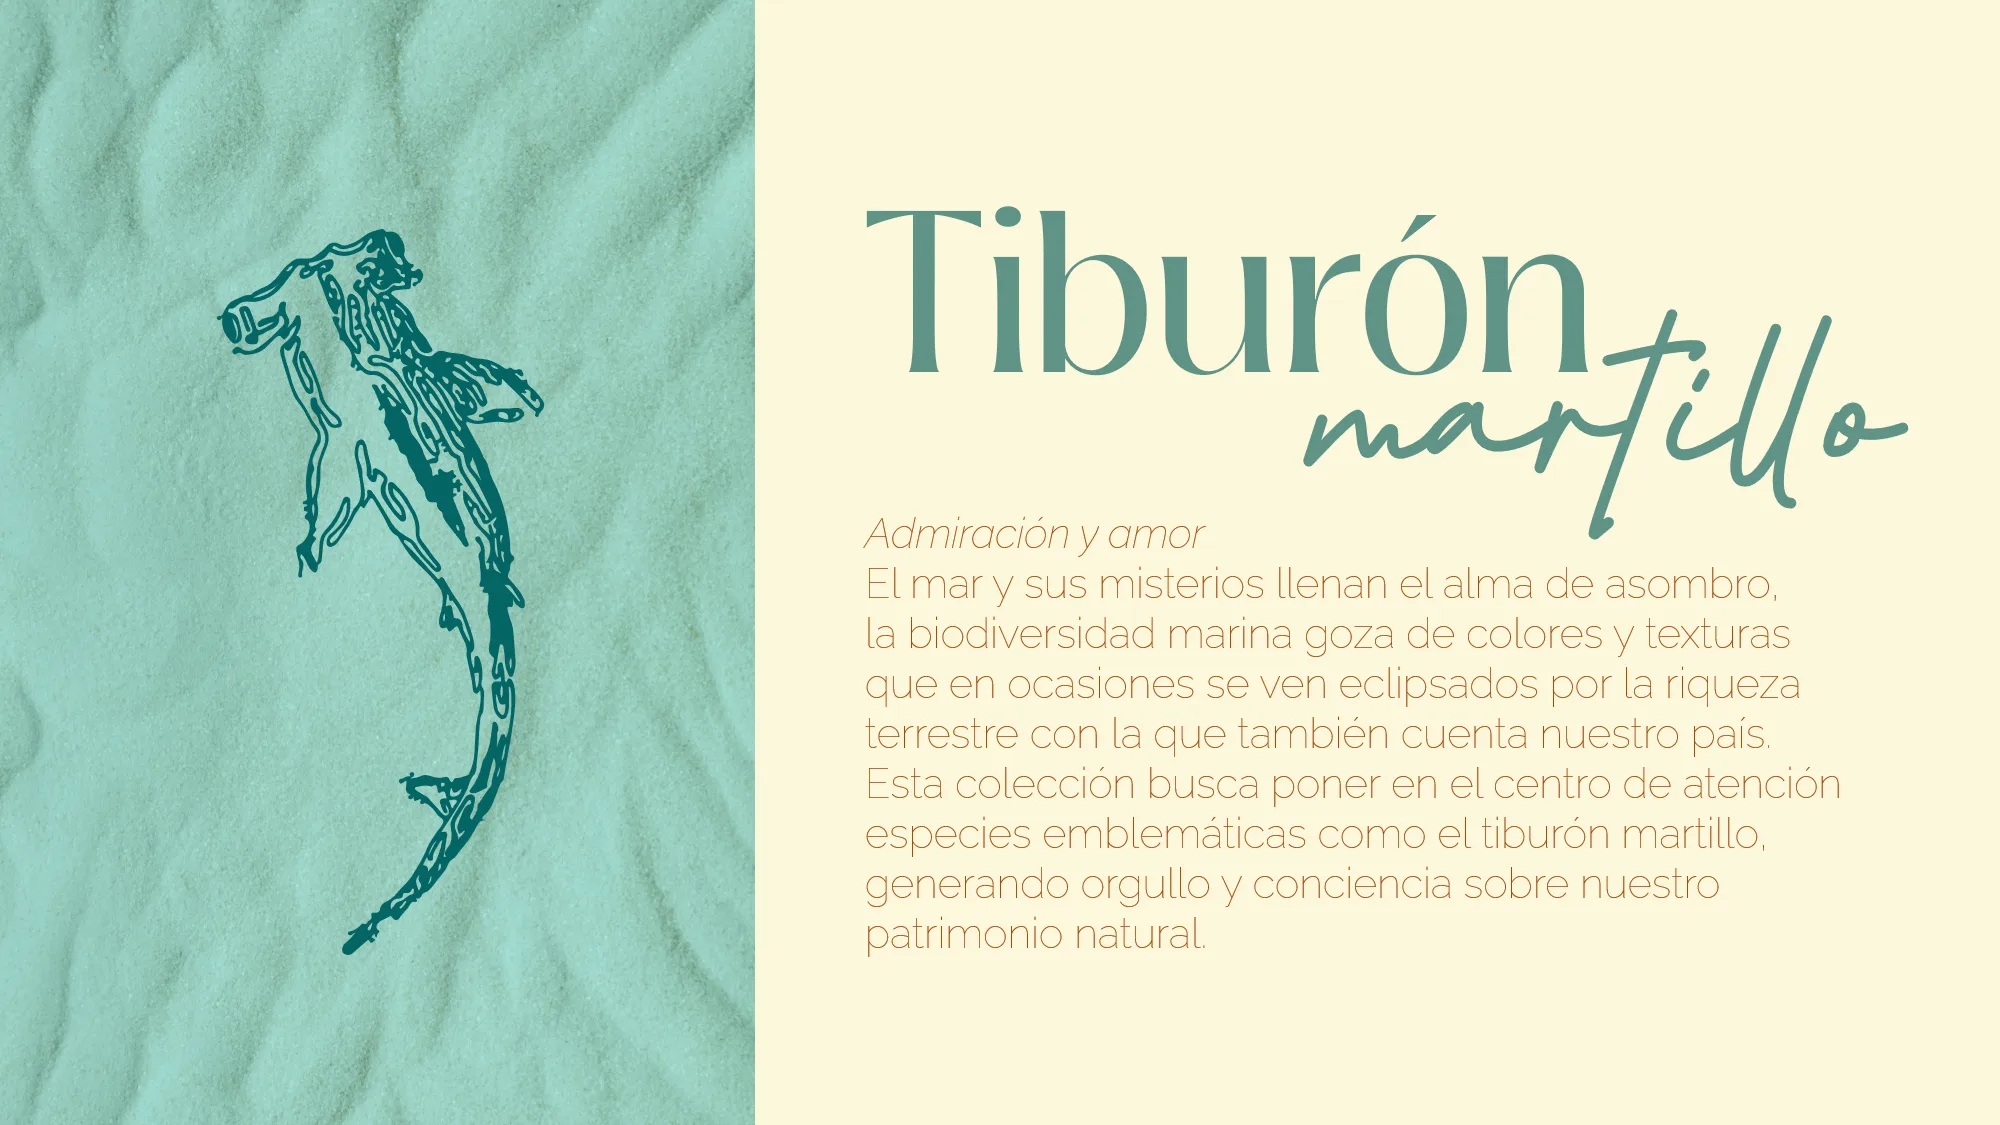 Tiburón
martillo
Admiración y amor
El mar y sus misterios llenan el alma de asombro,
la biodiversidad marina goza de colores y texturas
que en ocasiones se ven eclipsados por la riqueza
terrestre con la que también cuenta nuestro país.
Esta colección busca poner en el centro de atención
especies emblemáticas como el tiburón martillo,
generando orgullo y conciencia sobre nuestro
patrimonio natural.